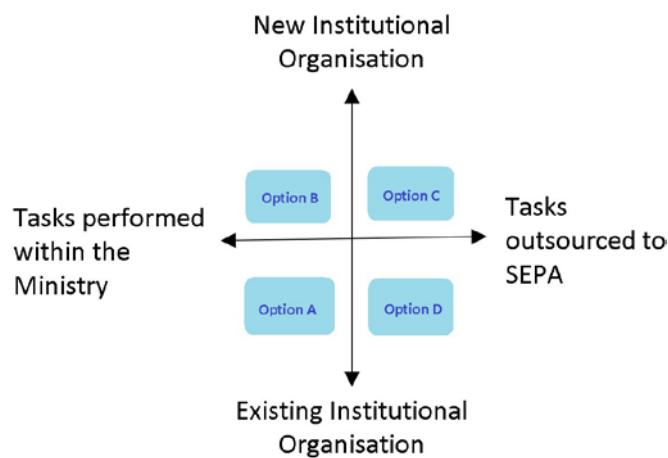 New Institutional
Organisation
Option B
Option C
Tasks performed
within the
Ministry
Tasks
outsourced to
SEPA
Option A
Option D
Existing Institutional
Organisation